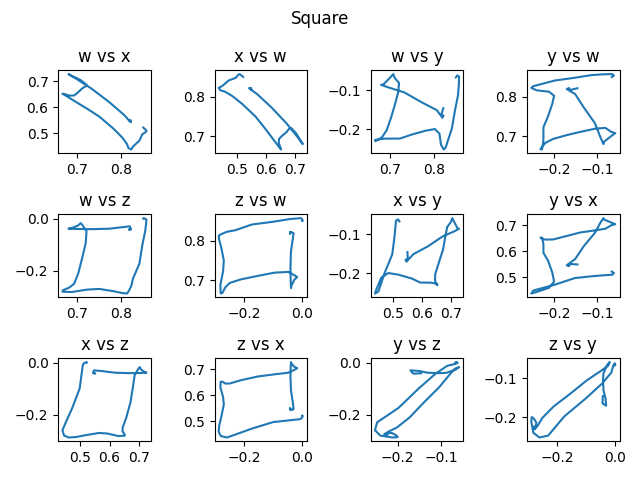 Square
w vs x
x vs w
w vs y
y vs w
0.7
0.6
0.5
0.7 0.8
0.8
0.7
0.5 0.6 0.7
−0.1
−0.2
0.7 0.8
0.8
0.7
−0.2 −0.1
w vs z
z vs w
x vs y
y vs x
0.0
−0.2
0.7 0.8
0.8
0.7
−0.2 0.0
−0.1
−0.2
0.5 0.6 0.7
0.7
0.6
0.5
−0.2 −0.1
x vs z
z vs x
y vs z
z vs y
0.0
−0.2
0.5 0.6 0.7
0.7
0.6
0.5
−0.2 0.0
0.0
−0.2
−0.2 −0.1
−0.1
−0.2
−0.2 0.0